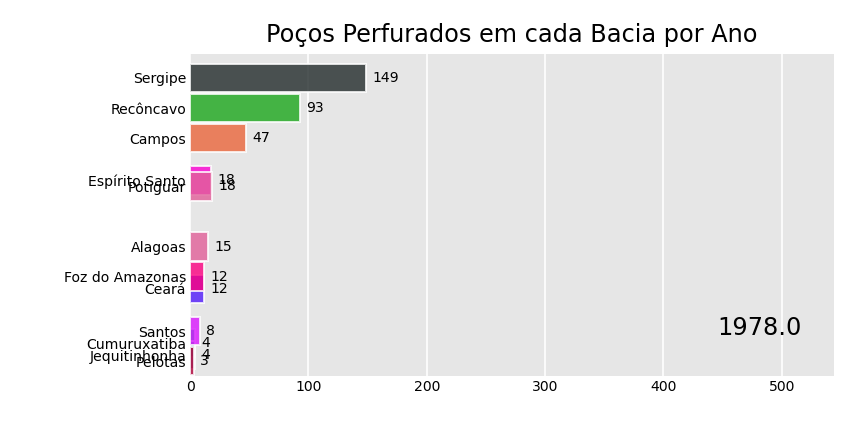 Poços Perfurados em cada Bacia por Ano
Sergipe 149
Recôncavo 93
Campos 47
Espírito Santo 18
Potiguar 18
Alagoas 15
Foz do Amazonas 12
Ceará 12
Santos 8
1978.0
Cumuruxatiba 4
Jequitinhonha 4
Pelotas 3
0 100 200 300 400 500